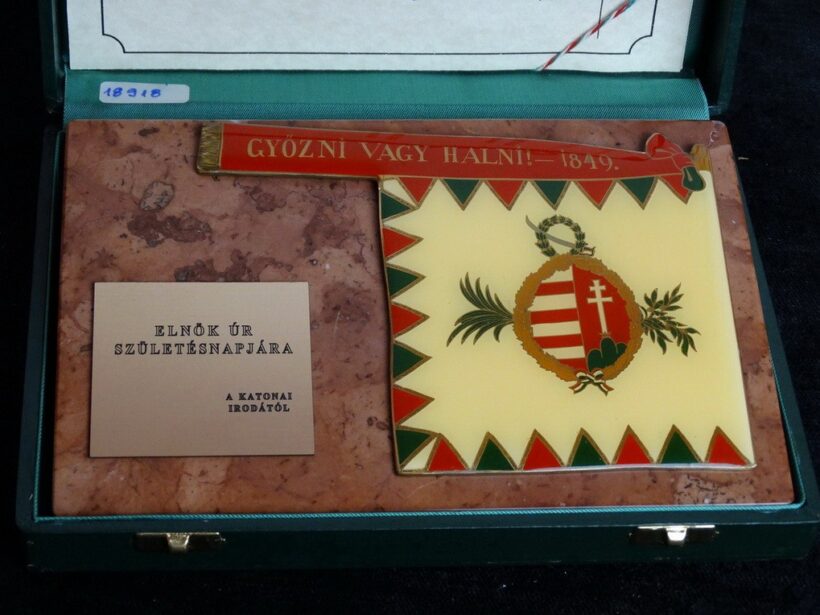 18918
GYŐZNI VAGY HALNI!—1849.
ELNÖK ÚR
SZÜLETÉSNAPJÁRA
A KATONAI
IRODÁTÓL